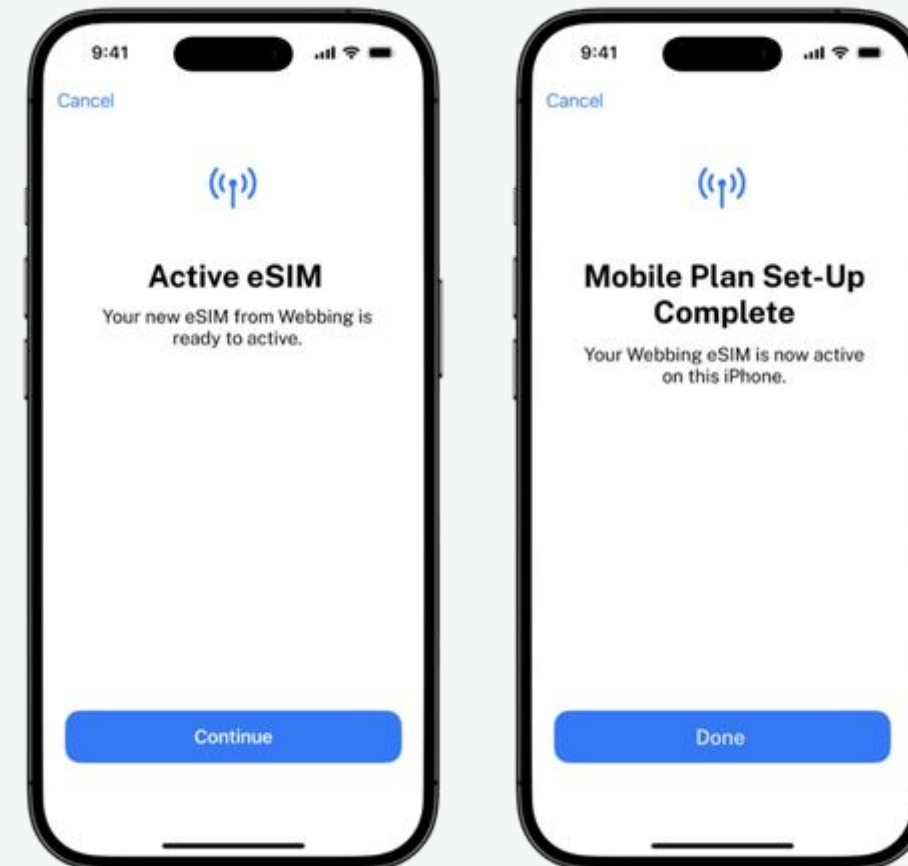 9:41
Cancel
Active eSIM
Your new eSIM from Webbing is
ready to active.
Continue
9:41
Cancel
Mobile Plan Set-Up
Complete
Your Webbing eSIM is now active
on this iPhone.
Done